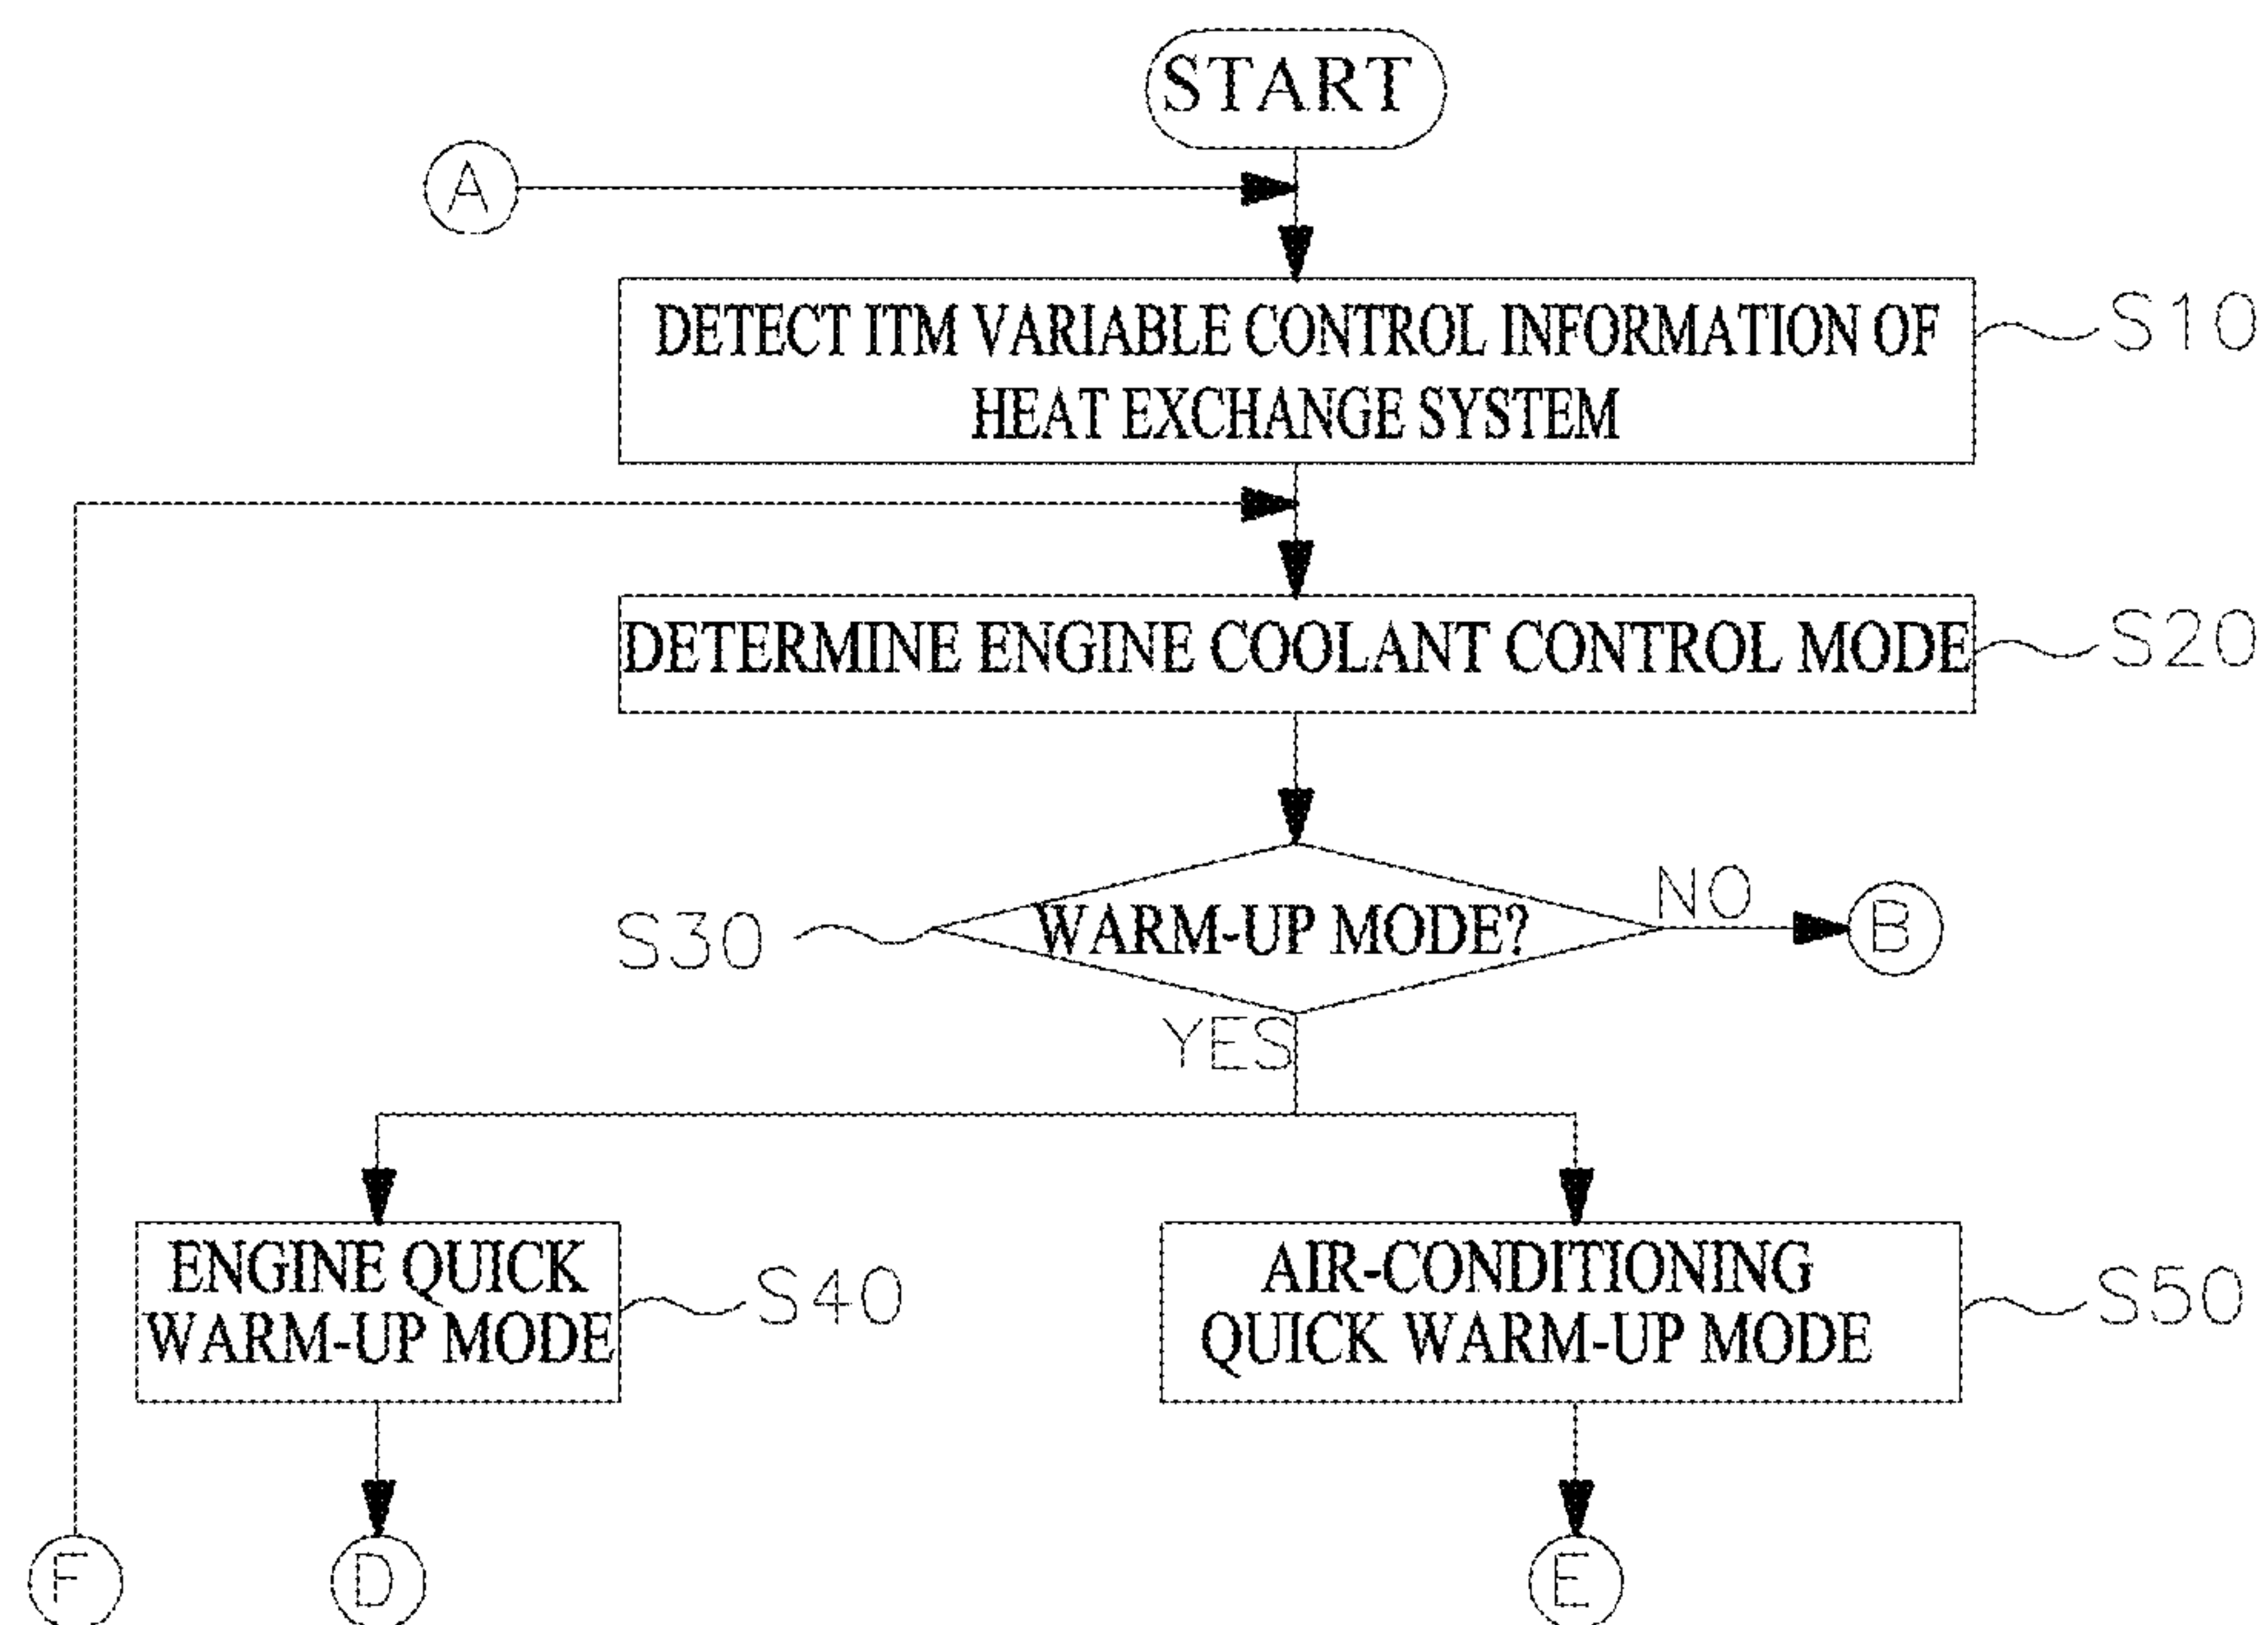 START
A
DETECT ITM VARIABLE CONTROL INFORMATION OF
HEAT EXCHANGE SYSTEM
S10
DETERMINE ENGINE COOLANT CONTROL MODE
S20
S30
WARM-UP MODE?
NO
B
YES
ENGINE QUICK
WARM-UP MODE
S40
AIR-CONDITIONING
QUICK WARM-UP MODE
S50
F
D
E